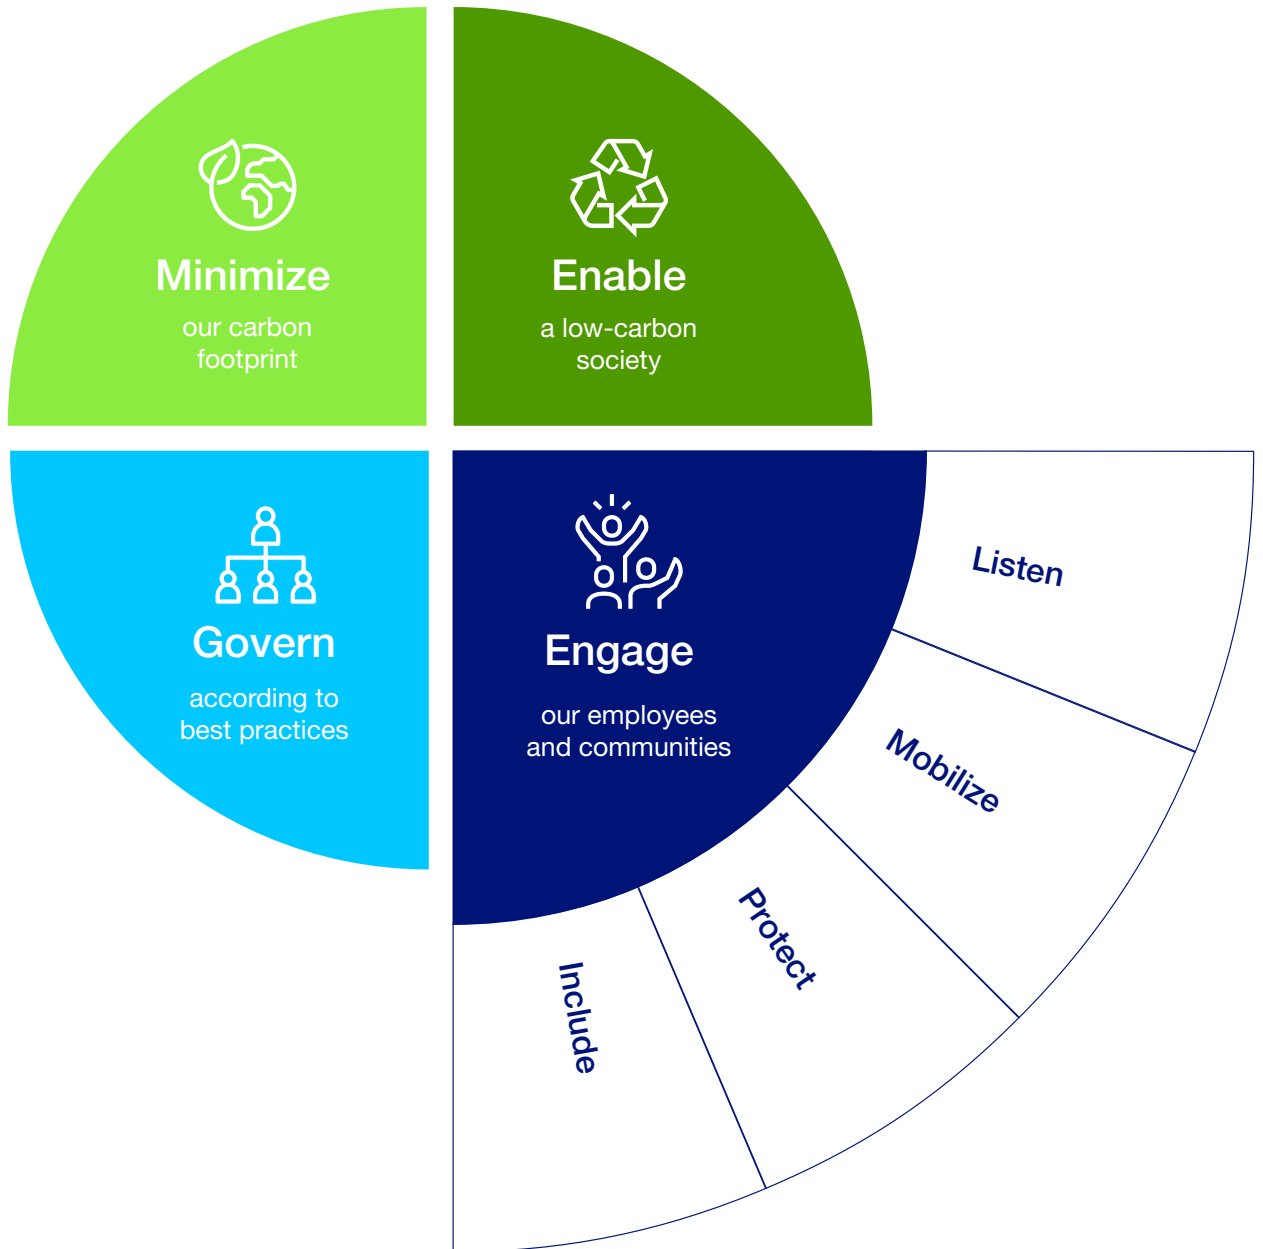 Minimize
our carbon
footprint
Enable
a low-carbon
society
Govern
according to
best practices
Engage
our employees
and communities
Listen
Mobilize
Protect
Include